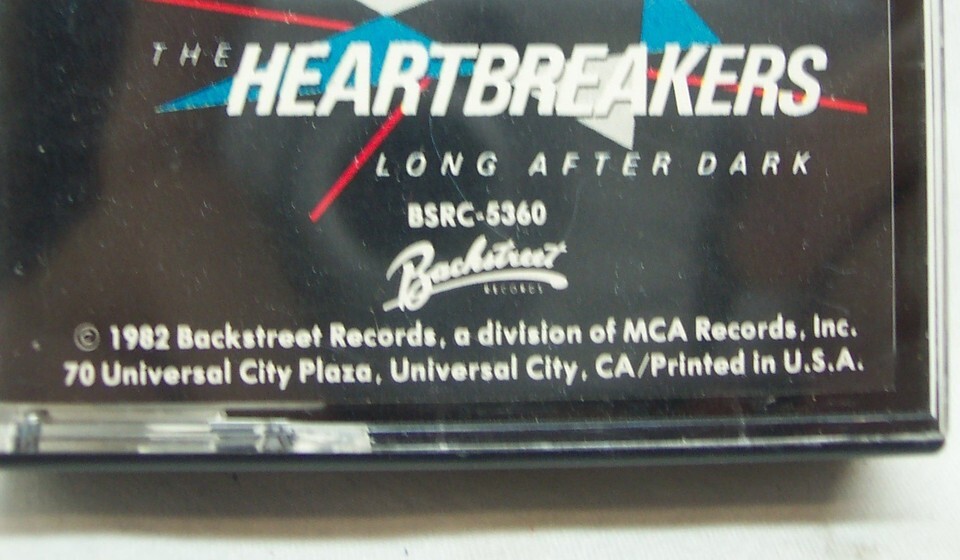 THE HEARTBREAKERS
LONG AFTER DARK
BSRC-5360
Backstreet
RECORDS
© 1982 Backstreet Records, a division of MCA Records, Inc.
70 Universal City Plaza, Universal City, CA/Printed in U.S.A.